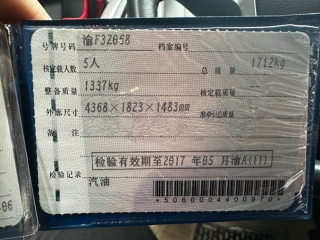 号牌号码 渝F3Z058 档案编号
核定载人数 5人 总质量 1712kg
整备质量 1337kg 核定载质量 --
外廓尺寸 4368×1823×1483mm 准牵引总质量 --
备注
检验有效期至2017年05月渝A(11)
检验记录
汽油
*5060004400970*